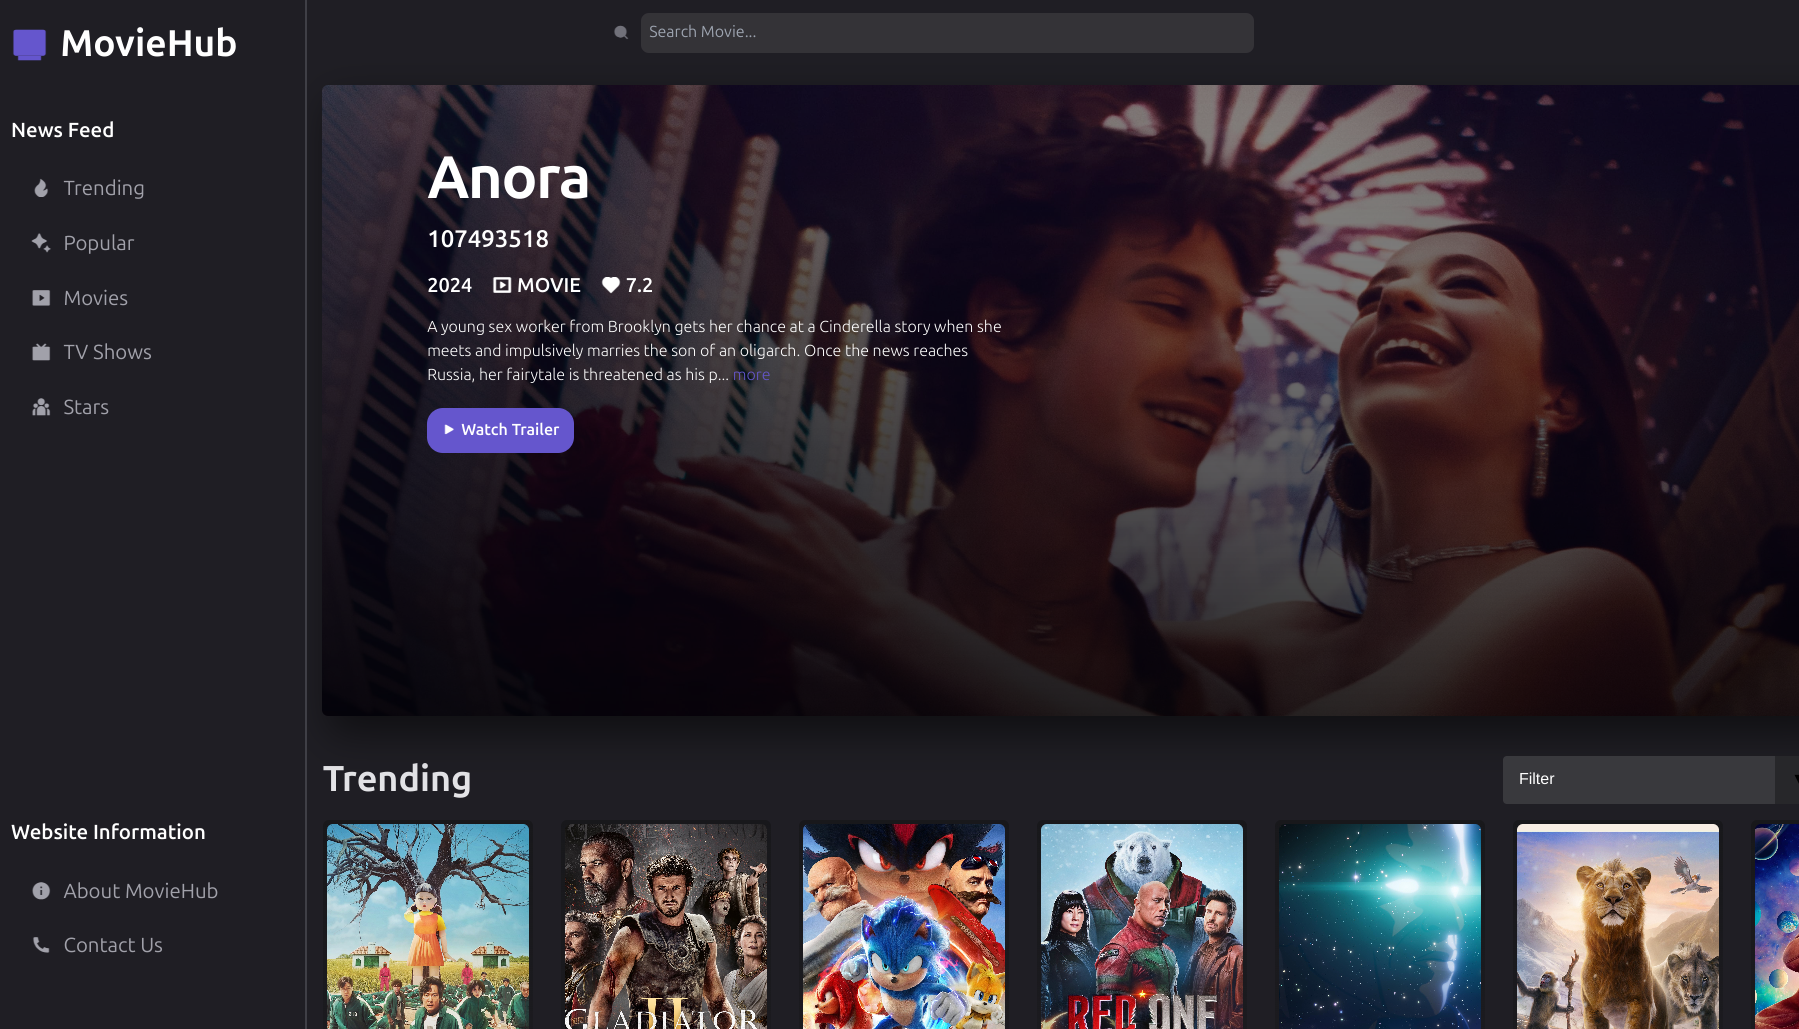 MovieHub
Search Movie...
News Feed
Trending
Popular
Movies
TV Shows
Stars
Anora
107493518
2024 MOVIE 7.2
A young sex worker from Brooklyn gets her chance at a Cinderella story when she
meets and impulsively marries the son of an oligarch. Once the news reaches
Russia, her fairytale is threatened as his p... more
Watch Trailer
Trending
Filter
Website Information
About MovieHub
Contact Us
II
GLADIATOR
RED ONE